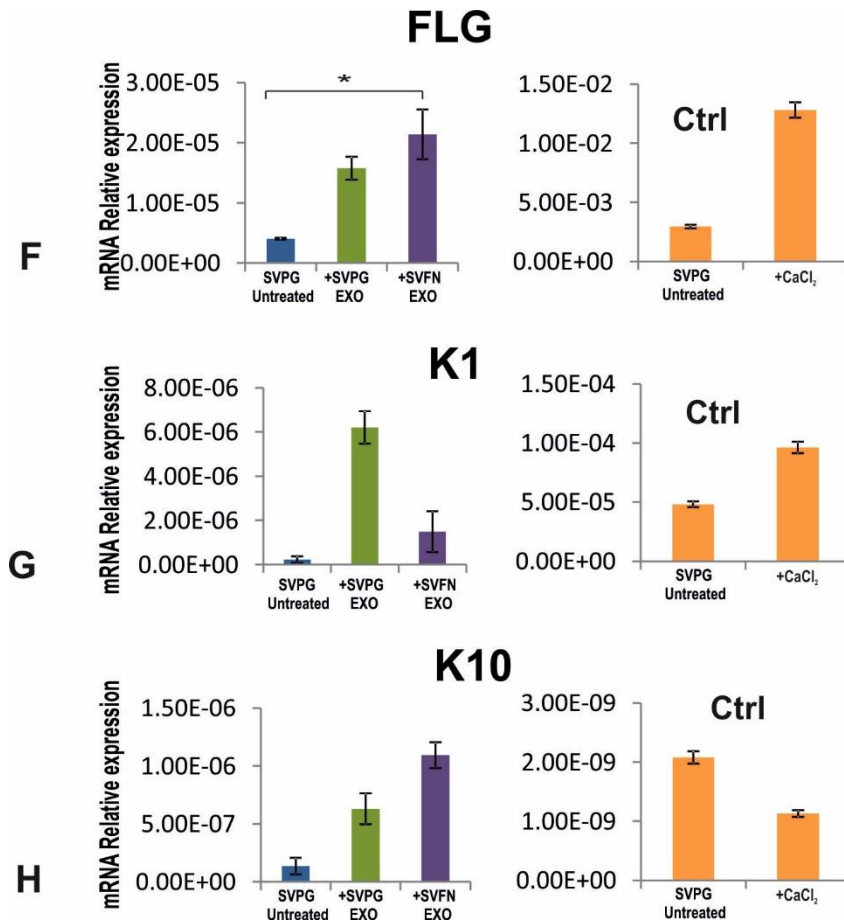 FLG
mRNA Relative expression
3.00E-05
2.00E-05
1.00E-05
0.00E+00
*
SVPG Untreated
+SVPG EXO
+SVFN EXO
1.50E-02
1.00E-02
5.00E-03
0.00E+00
Ctrl
SVPG Untreated
+CaCl₂
F
K1
mRNA Relative expression
8.00E-06
6.00E-06
2.00E-06
2.00E-06
0.00E+00
SVPG Untreated
+SVPG EXO
+SVFN EXO
1.50E-04
1.00E-04
5.00E-05
0.00E+00
Ctrl
SVPG Untreated
+CaCl₂
G
K10
mRNA Relative expression
1.50E-06
1.00E-06
5.00E-07
0.00E+00
SVPG Untreated
+SVPG EXO
+SVFN EXO
3.00E-09
2.00E-09
1.00E-09
0.00E+00
Ctrl
SVPG Untreated
+CaCl₂
H